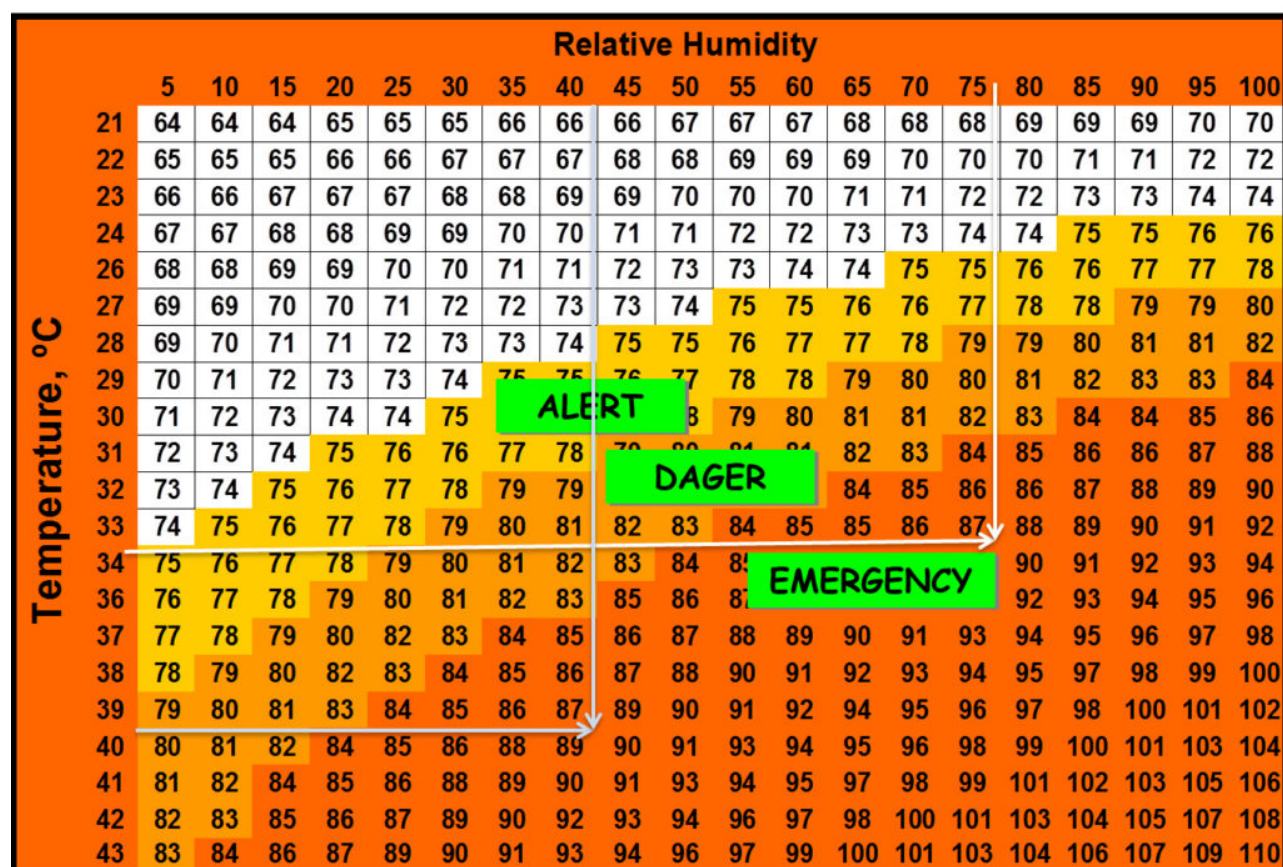 Relative Humidity
5 10 15 20 25 30 35 40 45 50 55 60 65 70 75 80 85 90 95 100
Temperature, ºC
21 64 64 64 65 65 65 66 66 66 67 67 67 68 68 68 69 69 69 70 70
22 65 65 65 66 66 67 67 67 68 68 69 69 69 70 70 70 71 71 72 72
23 66 66 67 67 67 68 68 69 69 70 70 70 71 71 72 72 73 73 74 74
24 67 67 68 68 69 69 70 70 71 71 72 72 73 73 74 74 75 75 76 76
26 68 68 69 69 70 70 71 71 72 73 73 74 74 75 75 76 76 77 77 78
27 69 69 70 70 71 72 72 73 73 74 75 75 76 76 77 78 78 79 79 80
28 69 70 71 71 72 73 73 74 75 75 76 77 77 78 79 79 80 81 81 82
29 70 71 72 73 73 74 75 75 76 77 78 78 79 80 80 81 82 83 83 84
ALERT
30 71 72 73 74 74 75 79 80 81 81 82 83 84 84 85 86
31 72 73 74 75 76 76 77 78 82 83 84 85 86 86 87 88
DAGER
32 73 74 75 76 77 78 79 79 84 85 86 86 87 88 89 90
33 74 75 76 77 78 79 80 81 82 83 84 85 85 86 87 88 89 90 91 92
34 75 76 77 78 79 80 81 82 83 84 90 91 92 93 94
EMERGENCY
36 76 77 78 79 80 81 82 83 85 86 92 93 94 95 96
37 77 78 79 80 82 83 84 85 86 87 88 89 90 91 93 94 95 96 97 98
38 78 79 80 82 83 84 85 86 87 88 90 91 92 93 94 95 97 98 99 100
39 79 80 81 83 84 85 86 87 89 90 91 92 94 95 96 97 98 100 101 102
40 80 81 82 84 85 86 88 89 90 91 93 94 95 96 98 99 100 101 103 104
41 81 82 84 85 86 88 89 90 91 93 94 95 97 98 99 101 102 103 105 106
42 82 83 85 86 87 89 90 92 93 94 96 97 98 100 101 103 104 105 107 108
43 83 84 86 87 89 90 91 93 94 96 97 99 100 101 103 104 106 107 109 110